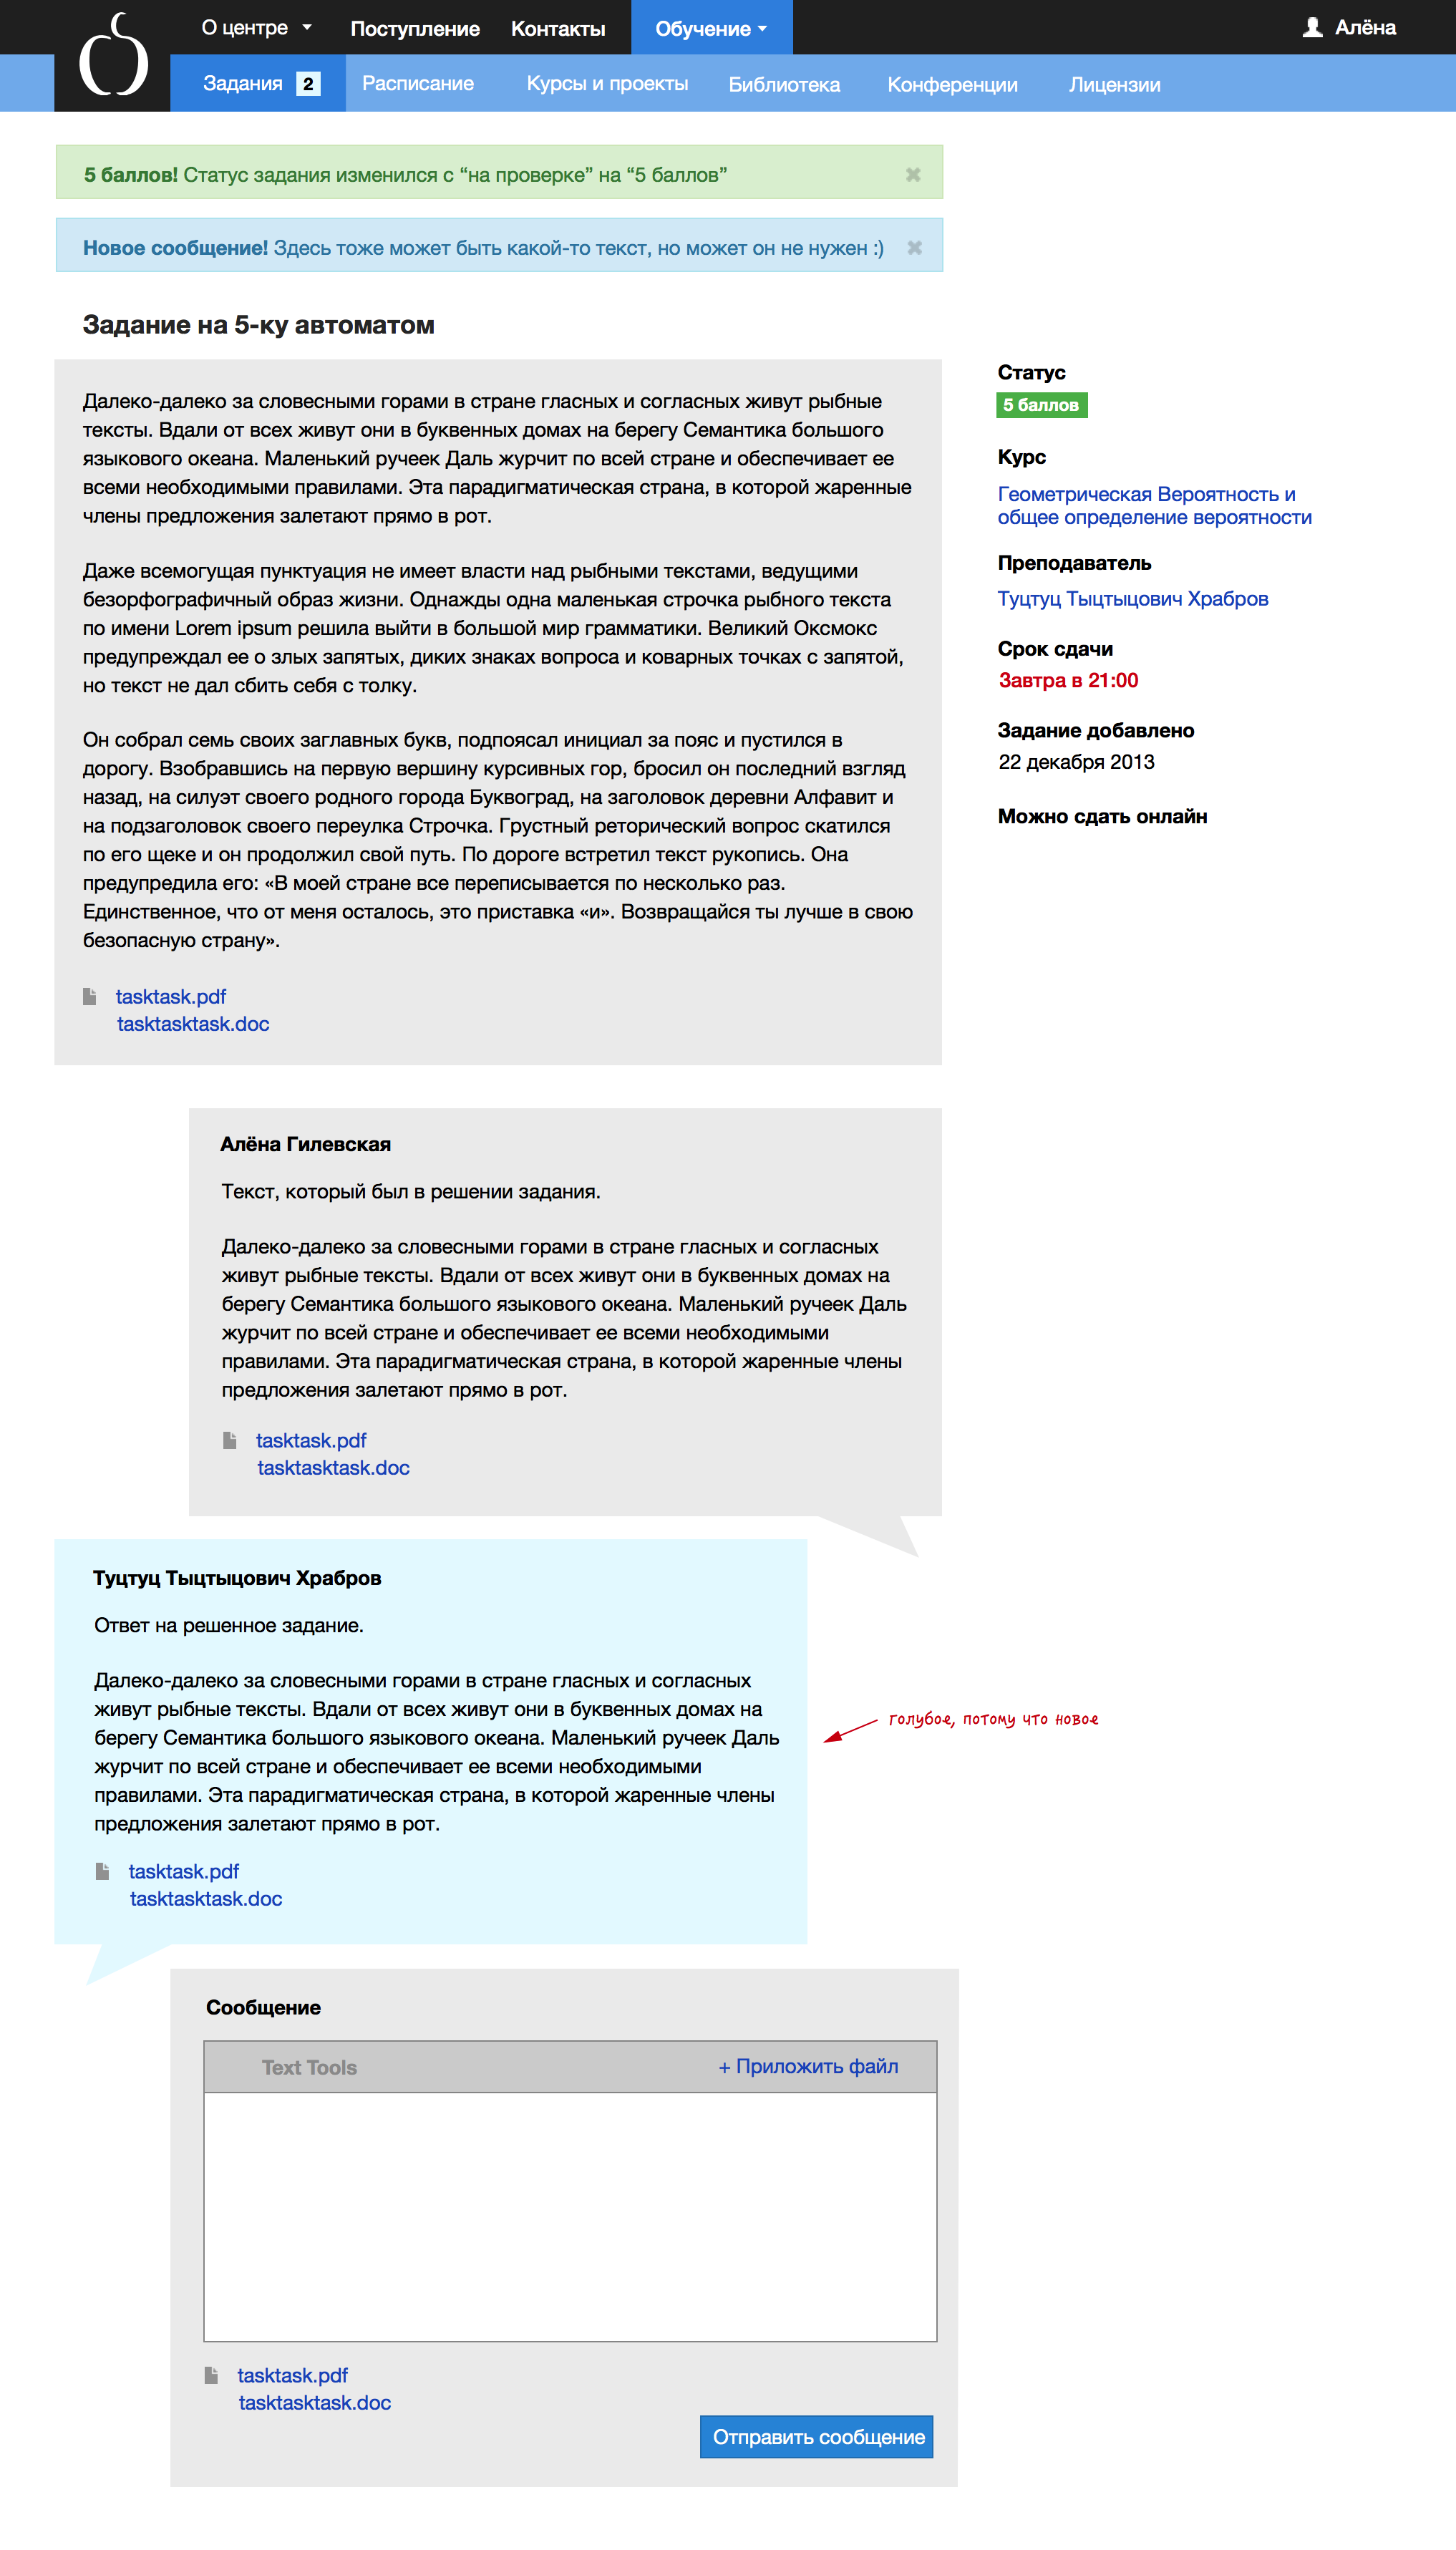 О центре Поступление Контакты Обучение Алёна
Задания 2 Расписание Курсы и проекты Библиотека Конференции Лицензии
5 баллов! Статус задания изменился с “на проверке” на “5 баллов”
Новое сообщение! Здесь тоже может быть какой-то текст, но может он не нужен :)
Задание на 5-ку автоматом
Далеко-далеко за словесными горами в стране гласных и согласных живут рыбные
тексты. Вдали от всех живут они в буквенных домах на берегу Семантика большого
языкового океана. Маленький ручеек Даль журчит по всей стране и обеспечивает ее
всеми необходимыми правилами. Эта парадигматическая страна, в которой жаренные
члены предложения залетают прямо в рот.
Даже всемогущая пунктуация не имеет власти над рыбными текстами, ведущими
безорфографичный образ жизни. Однажды одна маленькая строчка рыбного текста
по имени Lorem ipsum решила выйти в большой мир грамматики. Великий Оксмокс
предупреждал ее о злых запятых, диких знаках вопроса и коварных точках с запятой,
но текст не дал сбить себя с толку.
Он собрал семь своих заглавных букв, подпоясал инициал за пояс и пустился в
дорогу. Взобравшись на первую вершину курсивных гор, бросил он последний взгляд
назад, на силуэт своего родного города Буквоград, на заголовок деревни Алфавит и
на подзаголовок своего переулка Строчка. Грустный реторический вопрос скатился
по его щеке и он продолжил свой путь. По дороге встретил текст рукопись. Она
предупредила его: «В моей стране все переписывается по несколько раз.
Единственное, что от меня осталось, это приставка «и». Возвращайся ты лучше в свою
безопасную страну».
tasktask.pdf
tasktasktask.doc
Статус
5 баллов
Курс
Геометрическая Вероятность и
общее определение вероятности
Преподаватель
Туцтуц Тыцтыцович Храбров
Срок сдачи
Завтра в 21:00
Задание добавлено
22 декабря 2013
Можно сдать онлайн
Алёна Гилевская
Текст, который был в решении задания.
Далеко-далеко за словесными горами в стране гласных и согласных
живут рыбные тексты. Вдали от всех живут они в буквенных домах на
берегу Семантика большого языкового океана. Маленький ручеек Даль
журчит по всей стране и обеспечивает ее всеми необходимыми
правилами. Эта парадигматическая страна, в которой жаренные члены
предложения залетают прямо в рот.
tasktask.pdf
tasktasktask.doc
Туцтуц Тыцтыцович Храбров
Ответ на решенное задание.
Далеко-далеко за словесными горами в стране гласных и согласных
живут рыбные тексты. Вдали от всех живут они в буквенных домах на
берегу Семантика большого языкового океана. Маленький ручеек Даль
журчит по всей стране и обеспечивает ее всеми необходимыми
правилами. Эта парадигматическая страна, в которой жаренные члены
предложения залетают прямо в рот.
tasktask.pdf
tasktasktask.doc
голубое, потому что новое
Сообщение
Text Tools + Приложить файл
tasktask.pdf
tasktasktask.doc
Отправить сообщение